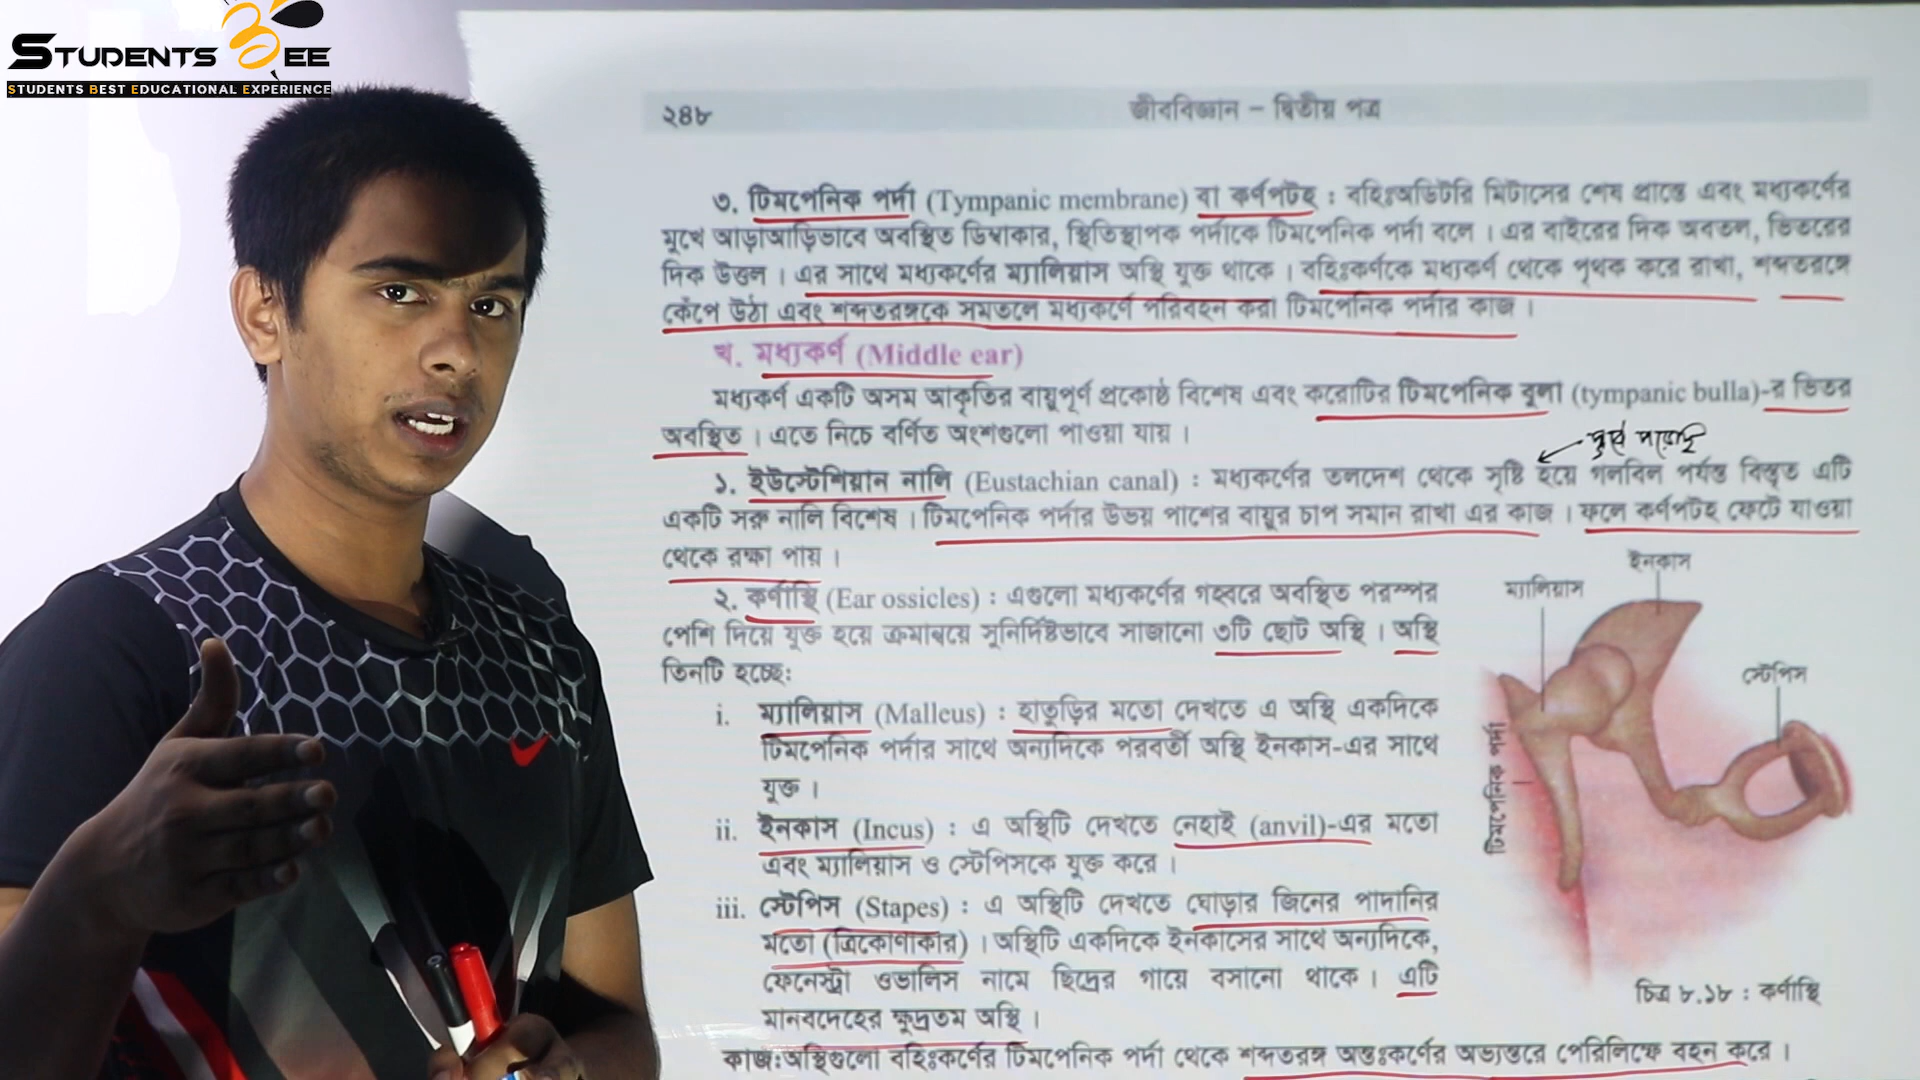 STUDENTS BEE
STUDENTS BEST EDUCATIONAL EXPERIENCE
২৪৮
জীববিজ্ঞান – দ্বিতীয় পত্র
৩. টিমপেনিক পর্দা (Tympanic membrane) বা কর্ণপটহ : বহিঃঅডিটরি মিটাসের শেষ প্রান্তে এবং মধ্যকর্ণের
মুখে আড়াআড়িভাবে অবস্থিত ডিম্বাকার, স্থিতিস্থাপক পর্দাকে টিমপেনিক পর্দা বলে । এর বাইরের দিক অবতল, ভিতরের
দিক উত্তল । এর সাথে মধ্যকর্ণের ম্যালিয়াস অস্থি যুক্ত থাকে । বহিঃকর্ণকে মধ্যকর্ণ থেকে পৃথক করে রাখা, শব্দতরঙ্গে
কেঁপে উঠা এবং শব্দতরঙ্গকে সমতলে মধ্যকর্ণে পরিবহন করা টিমপেনিক পর্দার কাজ ।
খ. মধ্যকর্ণ (Middle ear)
মধ্যকর্ণ একটি অসম আকৃতির বায়ুপূর্ণ প্রকোষ্ঠ বিশেষ এবং করোটির টিমপেনিক বুলা (tympanic bulla)-র ভিতর
অবস্থিত । এতে নিচে বর্ণিত অংশগুলো পাওয়া যায় ।
১. ইউস্টেশিয়ান নালি (Eustachian canal) : মধ্যকর্ণের তলদেশ থেকে সৃষ্টি হয়ে গলবিল পর্যন্ত বিস্তৃত এটি
একটি সরু নালি বিশেষ । টিমপেনিক পর্দার উভয় পাশের বায়ুর চাপ সমান রাখা এর কাজ । ফলে কর্ণপটহ ফেটে যাওয়া
থেকে রক্ষা পায় ।
২. কর্ণাস্থি (Ear ossicles) : এগুলো মধ্যকর্ণের গহ্বরে অবস্থিত পরস্পর
পেশি দিয়ে যুক্ত হয়ে ক্রমান্বয়ে সুনির্দিষ্টভাবে সাজানো ৩টি ছোট অস্থি । অস্থি
তিনটি হচ্ছে:
i. ম্যালিয়াস (Malleus) : হাতুড়ির মতো দেখতে এ অস্থি একদিকে
টিমপেনিক পর্দার সাথে অন্যদিকে পরবর্তী অস্থি ইনকাস-এর সাথে
যুক্ত ।
ii. ইনকাস (Incus) : এ অস্থিটি দেখতে নেহাই (anvil)-এর মতো
এবং ম্যালিয়াস ও স্টেপিসকে যুক্ত করে ।
iii. স্টেপিস (Stapes) : এ অস্থিটি দেখতে ঘোড়ার জিনের পাদানির
মতো (ত্রিকোণাকার) । অস্থিটি একদিকে ইনকাসের সাথে অন্যদিকে,
ফেনেস্ট্রা ওভালিস নামে ছিদ্রের গায়ে বসানো থাকে । এটি
মানবদেহের ক্ষুদ্রতম অস্থি ।
ইনকাস
ম্যালিয়াস
স্টেপিস
টিমপেনিক পর্দা
চিত্র ৮.১৮ : কর্ণাস্থি
কাজ:অস্থিগুলো বহিঃকর্ণের টিমপেনিক পর্দা থেকে শব্দতরঙ্গ অন্তঃকর্ণের অভ্যন্তরে পেরিলিম্ফে বহন করে ।